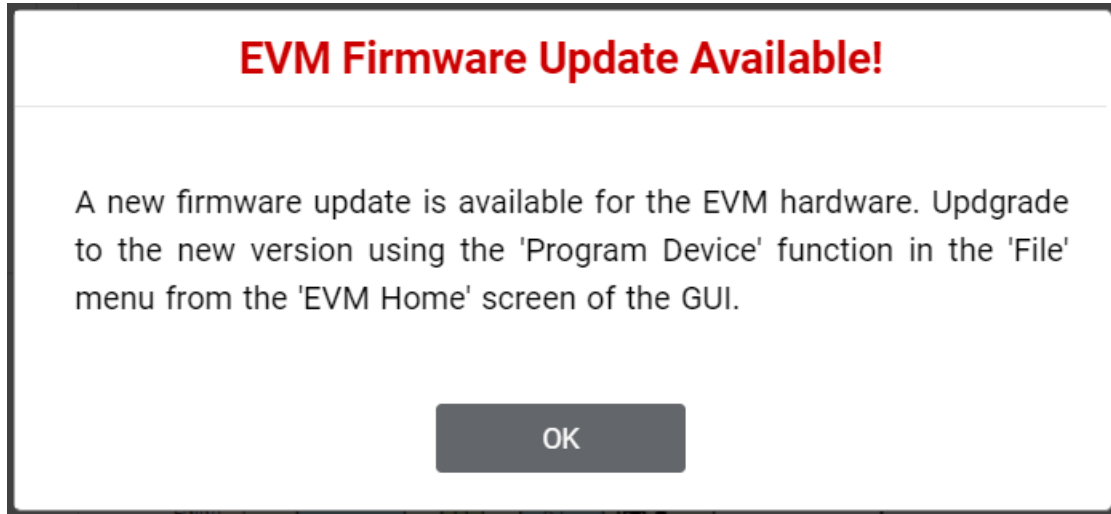 EVM Firmware Update Available!
A new firmware update is available for the EVM hardware. Updgrade
to the new version using the 'Program Device' function in the 'File'
menu from the 'EVM Home' screen of the GUI.
OK